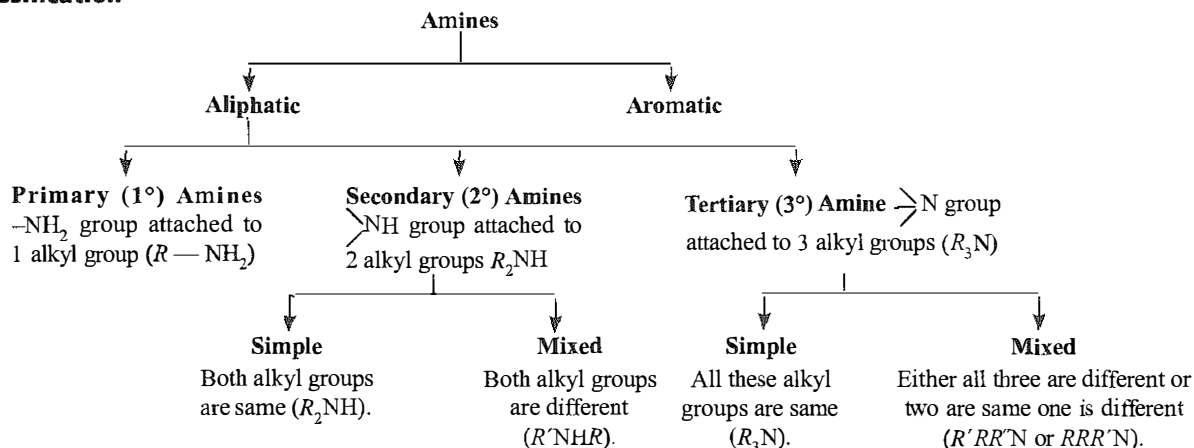 Amines
Aliphatic
Aromatic
Primary (1°) Amines
–NH₂ group attached to
1 alkyl group (R — NH₂)
Secondary (2°) Amines
>NH group attached to
2 alkyl groups R₂NH
Tertiary (3°) Amine >N group
attached to 3 alkyl groups (R₃N)
Simple
Both alkyl groups
are same (R₂NH).
Mixed
Both alkyl groups
are different
(R′NHR).
Simple
All these alkyl
groups are same
(R₃N).
Mixed
Either all three are different or
two are same one is different
(R′RR″N or RRR′N).